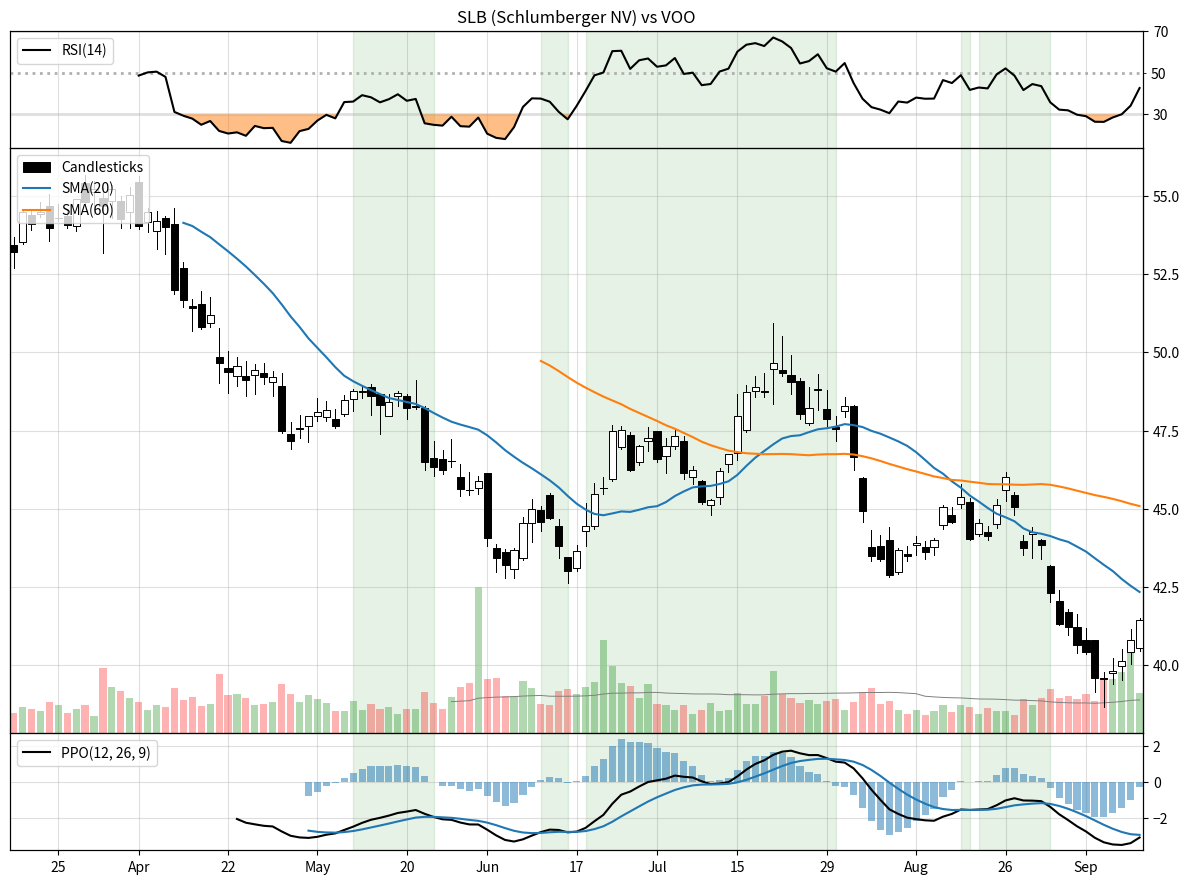 SLB (Schlumberger NV) vs VOO
RSI(14)
70
50
30
Candlesticks
SMA(20)
SMA(60)
55.0
52.5
50.0
47.5
45.0
42.5
40.0
PPO(12, 26, 9)
2
0
−2
25 Apr 22 May 20 Jun 17 Jul 15 29 Aug 26 Sep